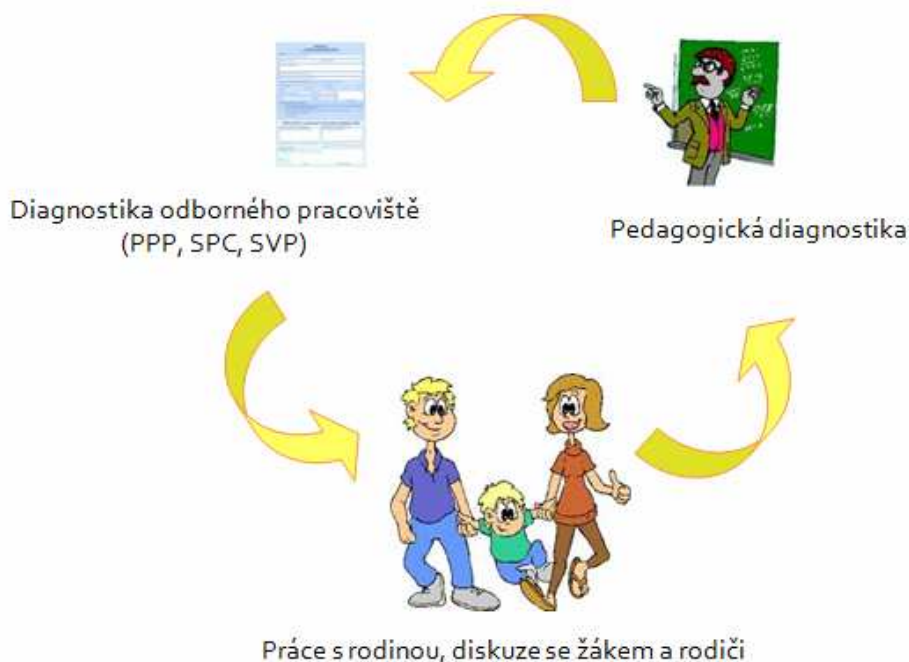 Diagnostika odborného pracoviště
(PPP, SPC, SVP)
Pedagogická diagnostika
Práce s rodinou, diskuze se žákem a rodiči